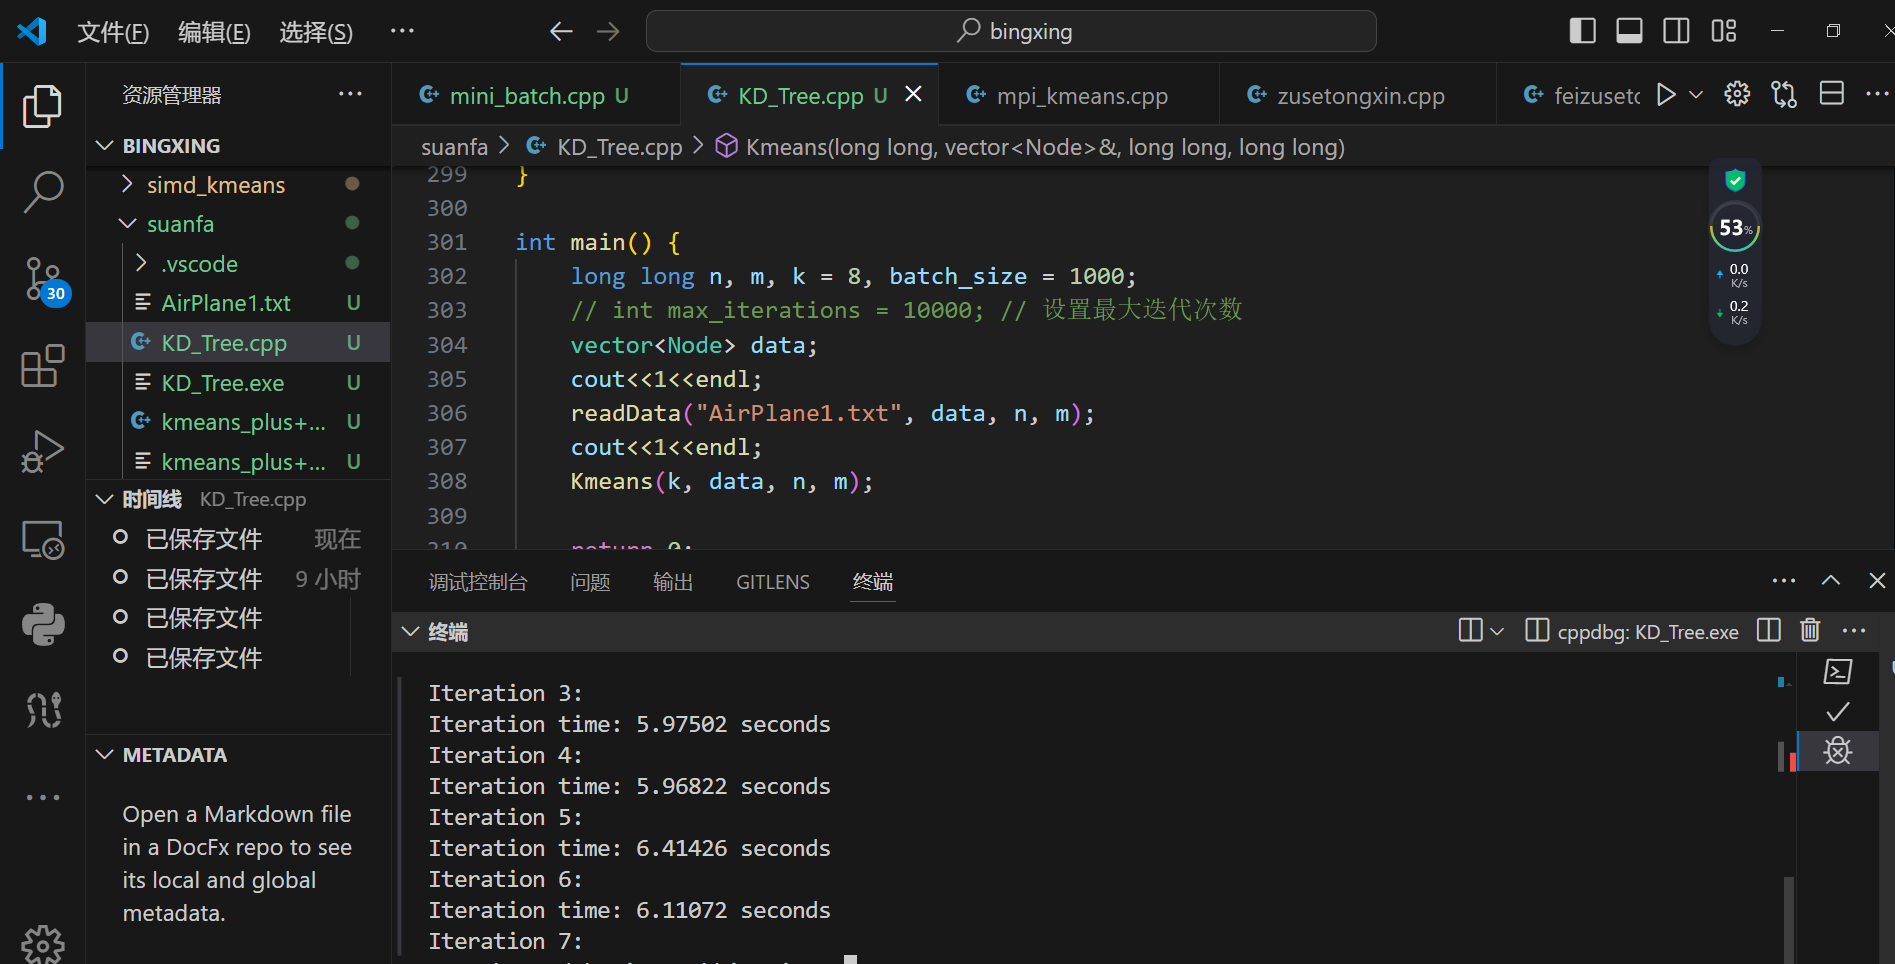 文件(F) 编辑(E) 选择(S) ··· bingxing
资源管理器 ···
BINGXING
simd_kmeans
suanfa
.vscode
AirPlane1.txt U
KD_Tree.cpp U
KD_Tree.exe U
kmeans_plus+... U
kmeans_plus+... U
时间线 KD_Tree.cpp
已保存文件 现在
已保存文件 9 小时
已保存文件
已保存文件
METADATA
Open a Markdown file
in a DocFx repo to see
its local and global
metadata.
30
mini_batch.cpp U KD_Tree.cpp U mpi_kmeans.cpp zusetongxin.cpp feizuseto
suanfa > KD_Tree.cpp > Kmeans(long long, vector<Node>&, long long, long long)
299 }
300
301 int main() {
302 long long n, m, k = 8, batch_size = 1000;
303 // int max_iterations = 10000; // 设置最大迭代次数
304 vector<Node> data;
305 cout<<1<<endl;
306 readData("AirPlane1.txt", data, n, m);
307 cout<<1<<endl;
308 Kmeans(k, data, n, m);
309
310 return 0;
53%
0.0
K/s
0.2
K/s
调试控制台 问题 输出 GITLENS 终端
终端 cppdbg: KD_Tree.exe
Iteration 3:
Iteration time: 5.97502 seconds
Iteration 4:
Iteration time: 5.96822 seconds
Iteration 5:
Iteration time: 6.41426 seconds
Iteration 6:
Iteration time: 6.11072 seconds
Iteration 7: